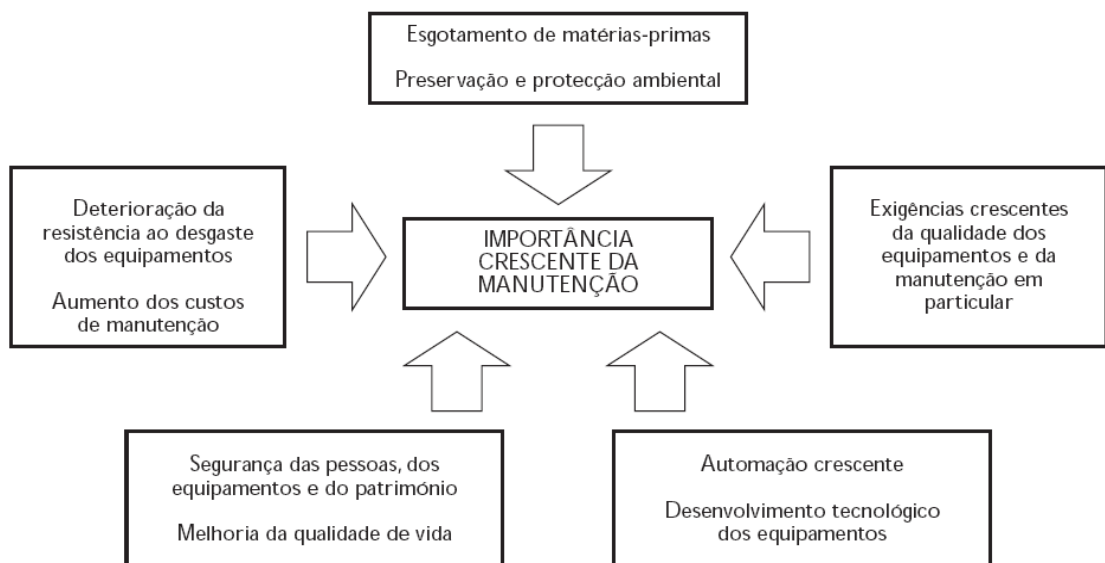 Esgotamento de matérias-primas
Preservação e protecção ambiental
Deterioração da
resistência ao desgaste
dos equipamentos
Aumento dos custos
de manutenção
IMPORTÂNCIA
CRESCENTE DA
MANUTENÇÃO
Exigências crescentes
da qualidade dos
equipamentos e da
manutenção em
particular
Segurança das pessoas, dos
equipamentos e do património
Melhoria da qualidade de vida
Automação crescente
Desenvolvimento tecnológico
dos equipamentos